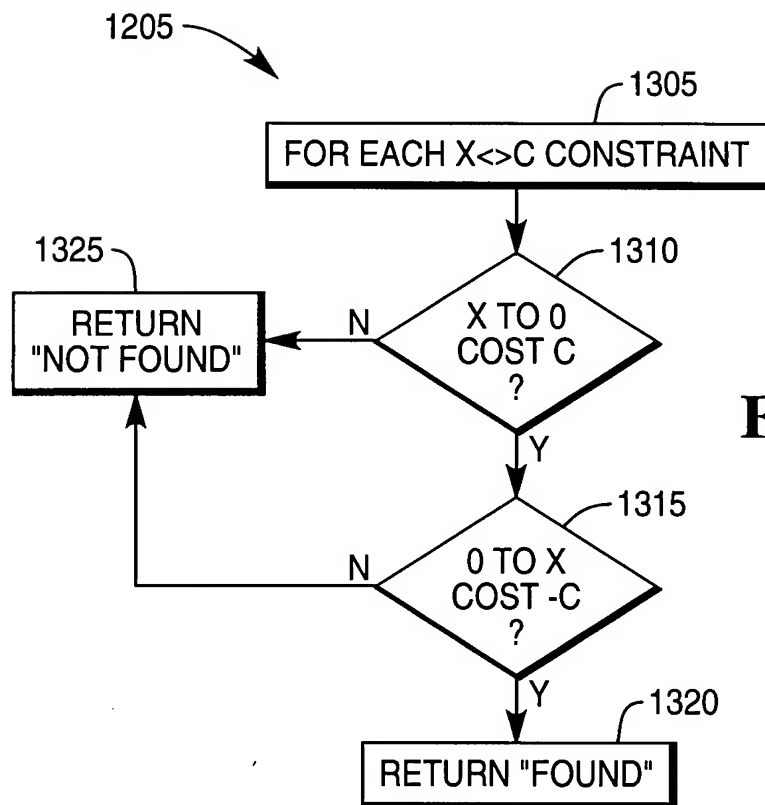 1205
1305
FOR EACH X<>C CONSTRAINT
1325
1310
RETURN
"NOT FOUND"
N
X TO 0
COST C
?
Y
1315
N
0 TO X
COST -C
?
Y
1320
RETURN "FOUND"